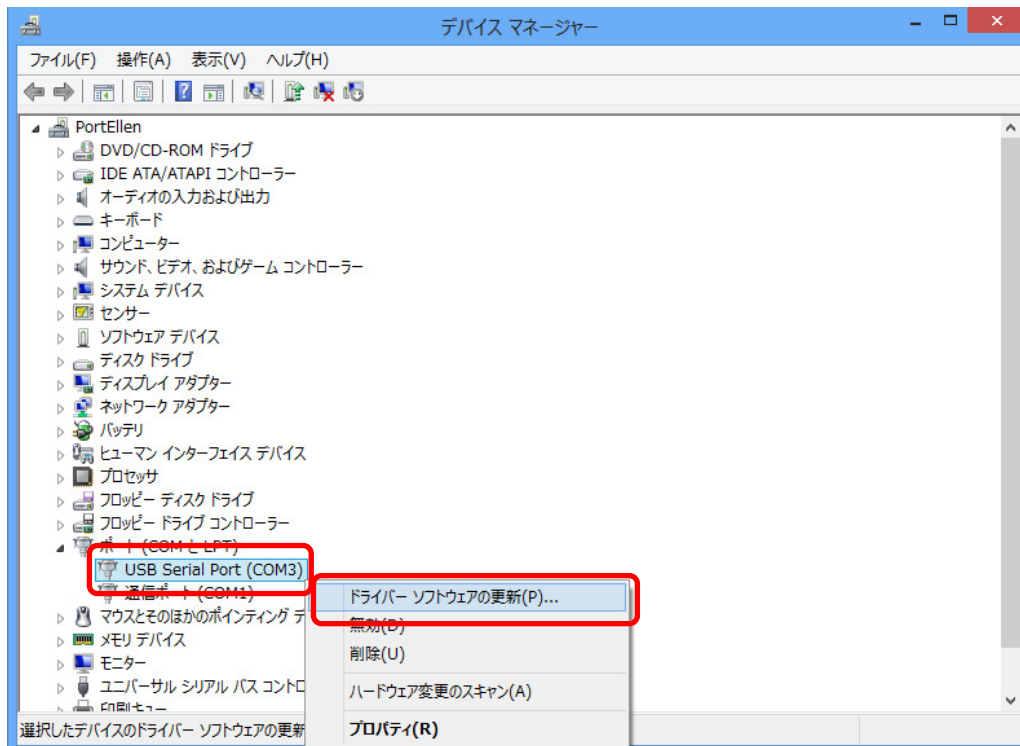 デバイス マネージャー
ファイル(F) 操作(A) 表示(V) ヘルプ(H)
PortEllen
DVD/CD-ROM ドライブ
IDE ATA/ATAPI コントローラー
オーディオの入力および出力
キーボード
コンピューター
サウンド、ビデオ、およびゲーム コントローラー
システム デバイス
センサー
ソフトウェア デバイス
ディスク ドライブ
ディスプレイ アダプター
ネットワーク アダプター
バッテリ
ヒューマン インターフェイス デバイス
プロセッサ
フロッピー ディスク ドライブ
フロッピー ドライブ コントローラー
ポート (COM と LPT)
USB Serial Port (COM3)
通信ポート (COM1)
マウスとそのほかのポインティング デ
メモリ デバイス
モニター
ユニバーサル シリアル バス コントロ
印刷キュー
ドライバー ソフトウェアの更新(P)...
無効(D)
削除(U)
ハードウェア変更のスキャン(A)
プロパティ(R)
選択したデバイスのドライバー ソフトウェアの更新